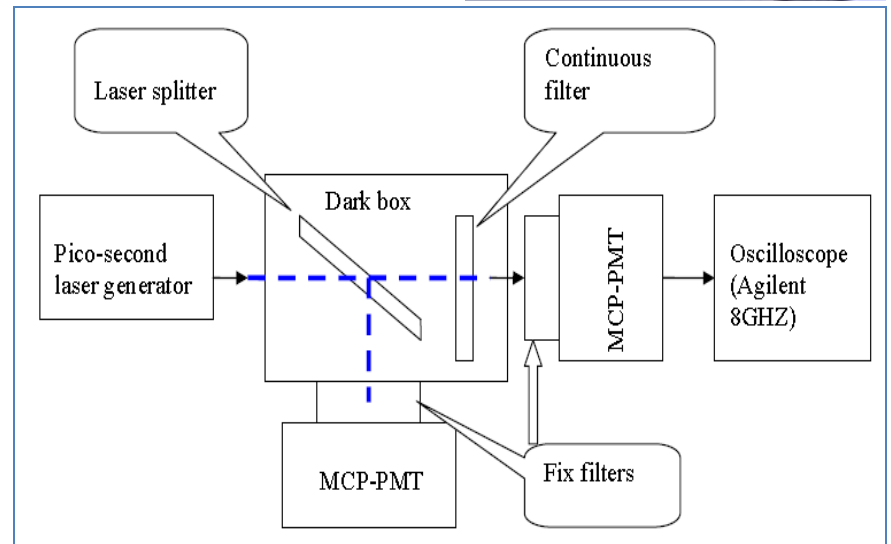 Laser splitter
Continuous
filter
Dark box
Pico-second
laser generator
MCP-PMT
Oscilloscope
(Agilent
8GHZ)
MCP-PMT
Fix filters